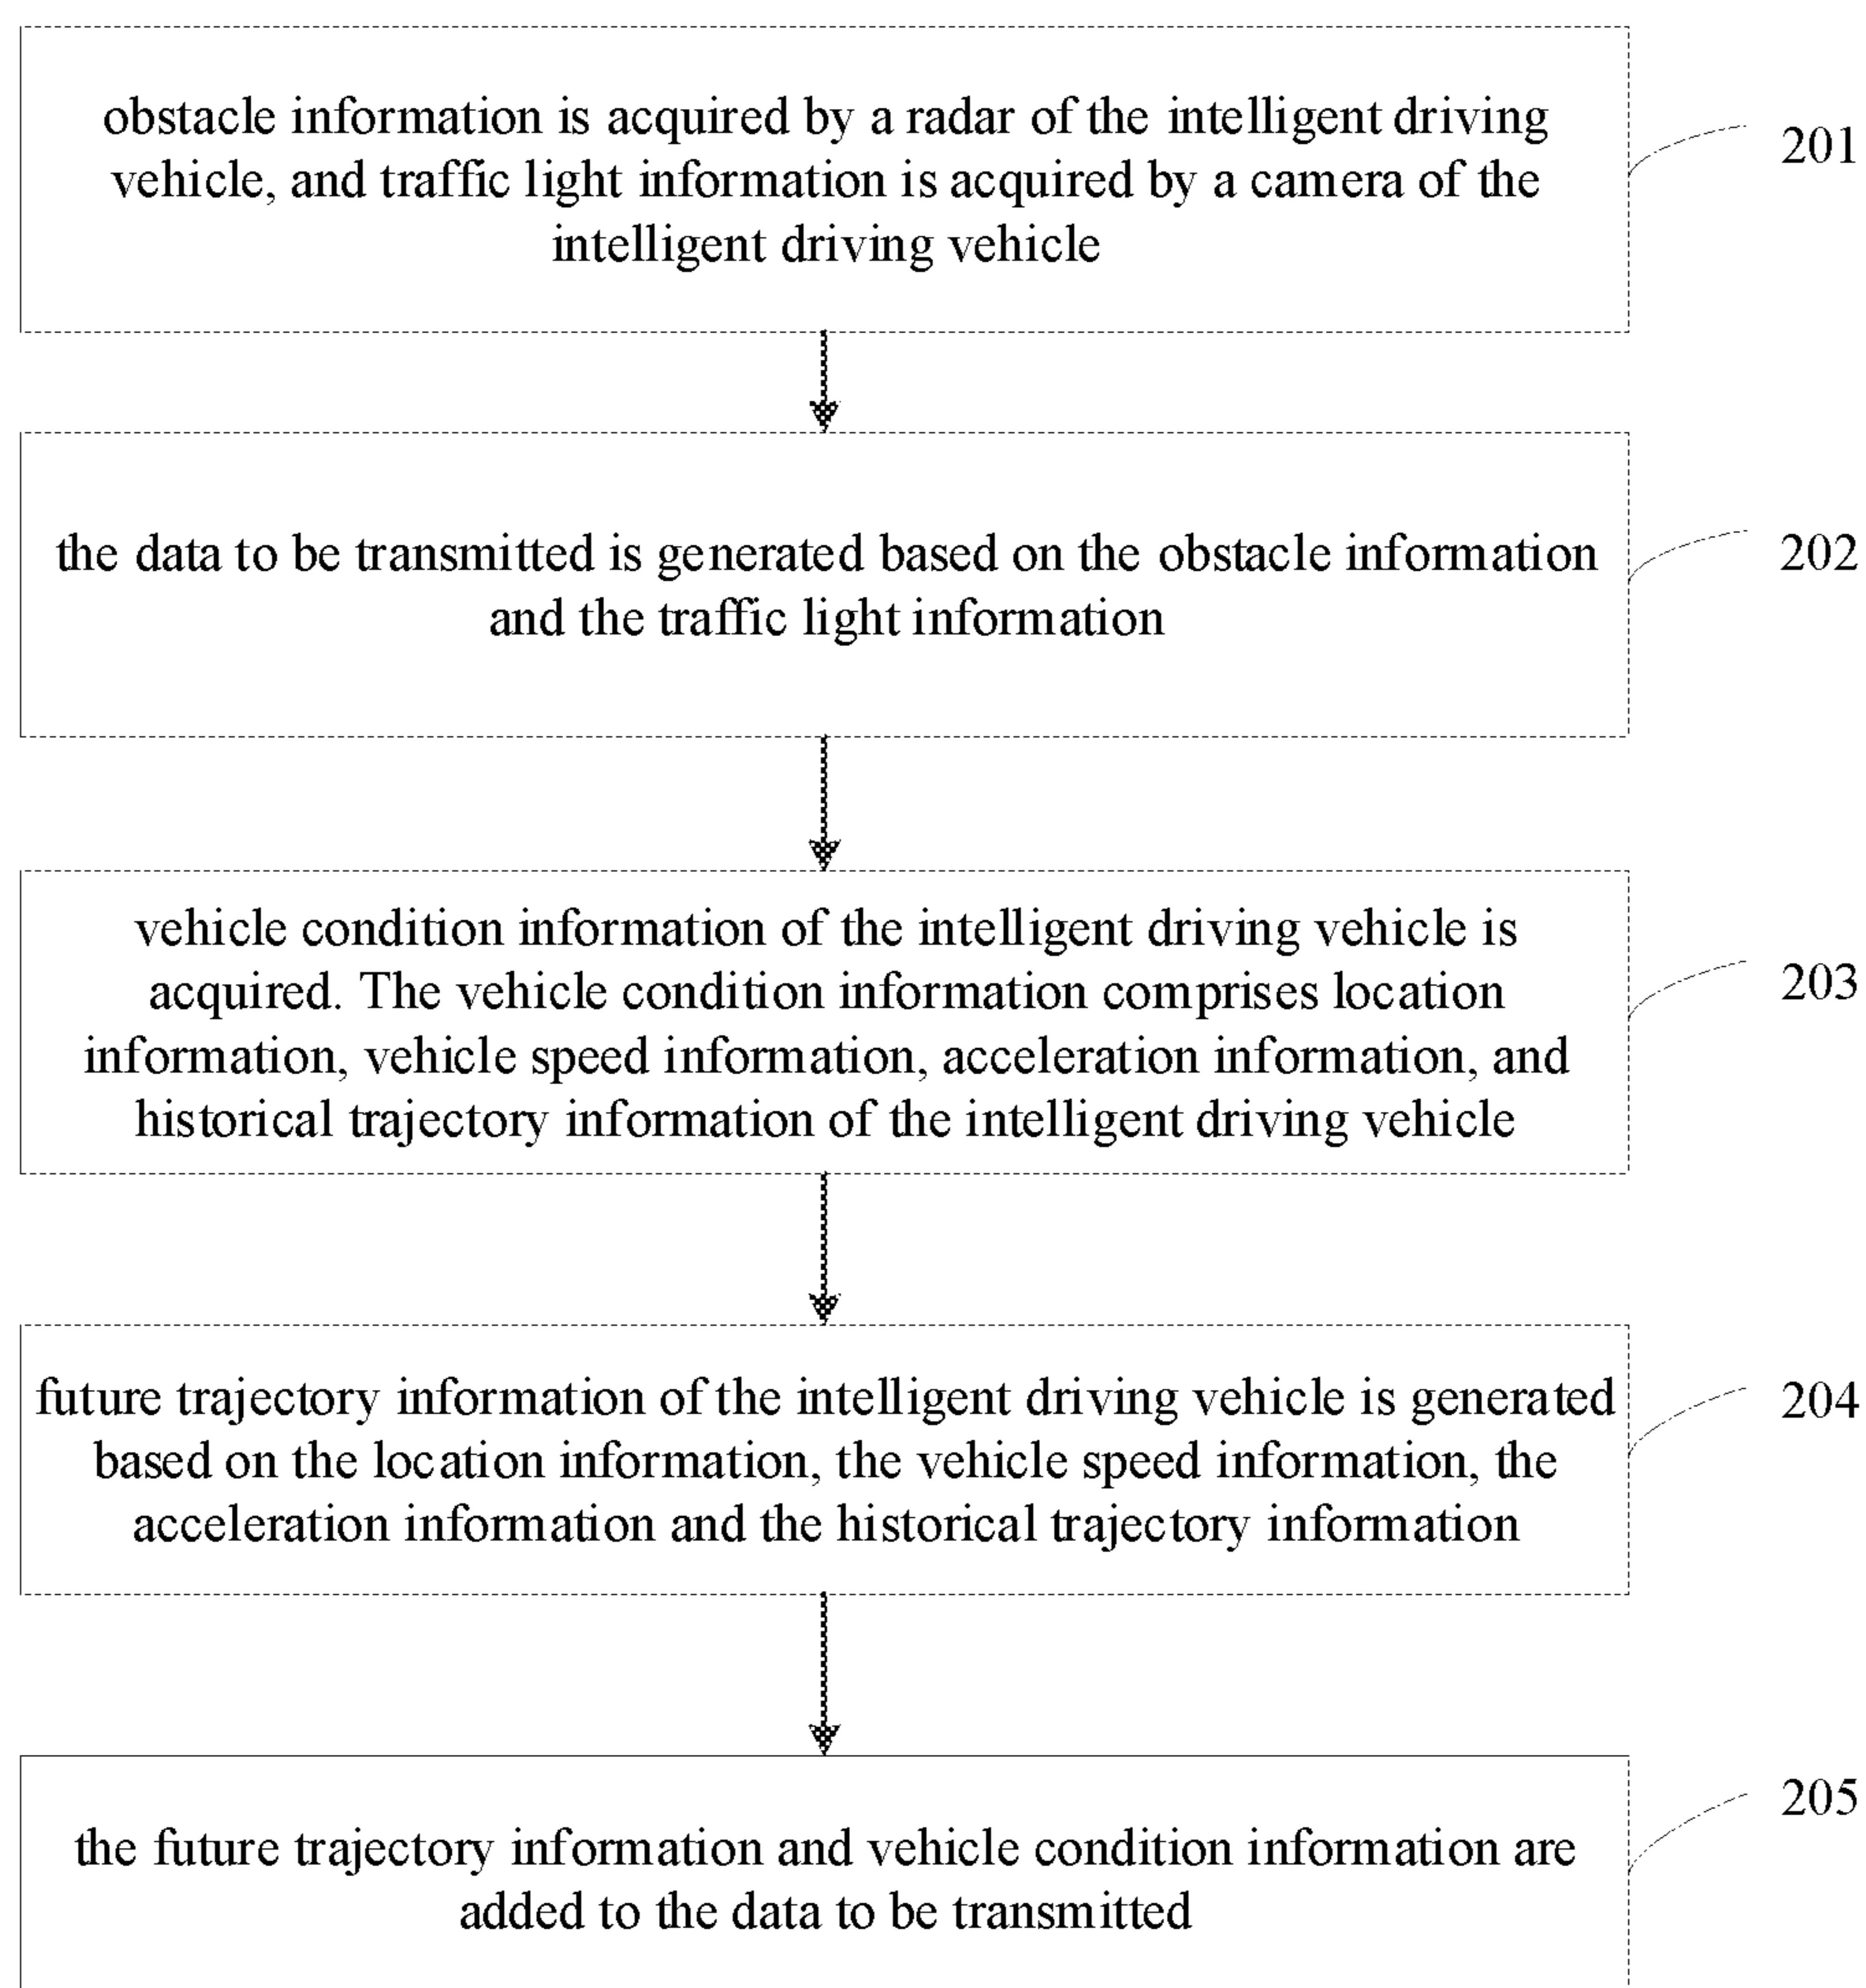 obstacle information is acquired by a radar of the intelligent driving
vehicle, and traffic light information is acquired by a camera of the
intelligent driving vehicle
201
the data to be transmitted is generated based on the obstacle information
and the traffic light information
202
vehicle condition information of the intelligent driving vehicle is
acquired. The vehicle condition information comprises location
information, vehicle speed information, acceleration information, and
historical trajectory information of the intelligent driving vehicle
203
future trajectory information of the intelligent driving vehicle is generated
based on the location information, the vehicle speed information, the
acceleration information and the historical trajectory information
204
the future trajectory information and vehicle condition information are
added to the data to be transmitted
205